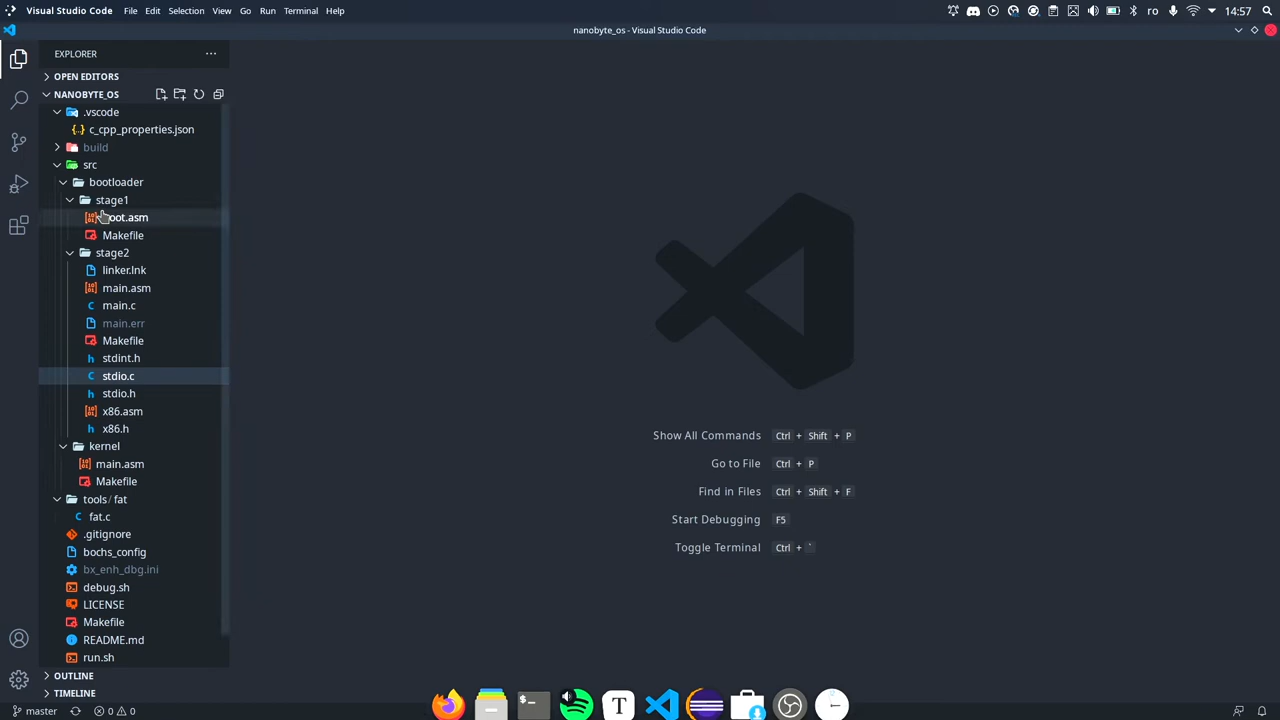 Visual Studio Code File Edit Selection View Go Run Terminal Help ro 14:57
nanobyte_os - Visual Studio Code
EXPLORER
OPEN EDITORS
NANOBYTE_OS
.vscode
c_cpp_properties.json
build
src
bootloader
stage1
boot.asm
Makefile
stage2
linker.lnk
main.asm
main.c
main.err
Makefile
stdint.h
stdio.c
stdio.h
x86.asm
x86.h
kernel
main.asm
Makefile
tools/ fat
fat.c
.gitignore
bochs_config
bx_enh_dbg.ini
debug.sh
LICENSE
Makefile
README.md
run.sh
OUTLINE
TIMELINE
master 0 0
Show All Commands Ctrl + Shift + P
Go to File Ctrl + P
Find in Files Ctrl + Shift + F
Start Debugging F5
Toggle Terminal Ctrl + `